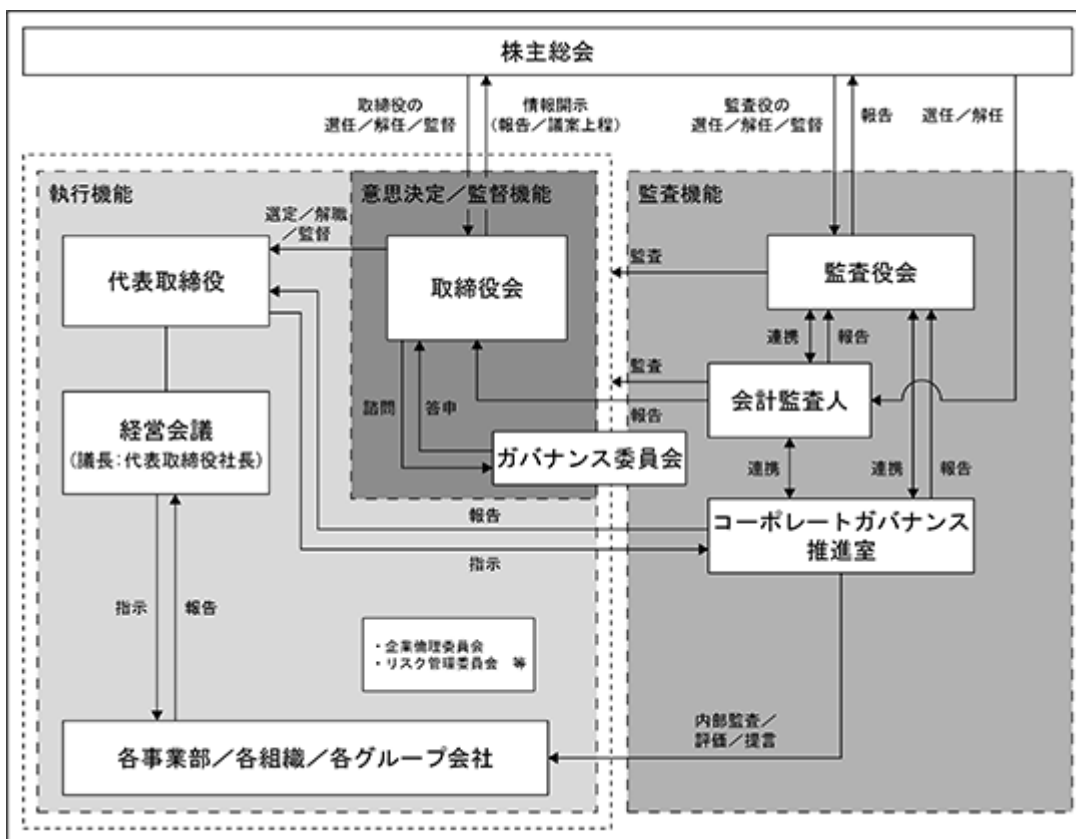 株主総会
取締役の
選任／解任／監督
情報開示
（報告／議案上程）
監査役の
選任／解任／監督
報告
選任／解任
執行機能
意思決定／監督機能
監査機能
選定／解職
／監督
代表取締役
取締役会
監査
監査役会
連携
報告
監査
会計監査人
報告
諮問
答申
経営会議
（議長：代表取締役社長）
ガバナンス委員会
連携
連携
報告
報告
コーポレートガバナンス
推進室
指示
指示
報告
・企業倫理委員会
・リスク管理委員会　等
内部監査／
評価／提言
各事業部／各組織／各グループ会社